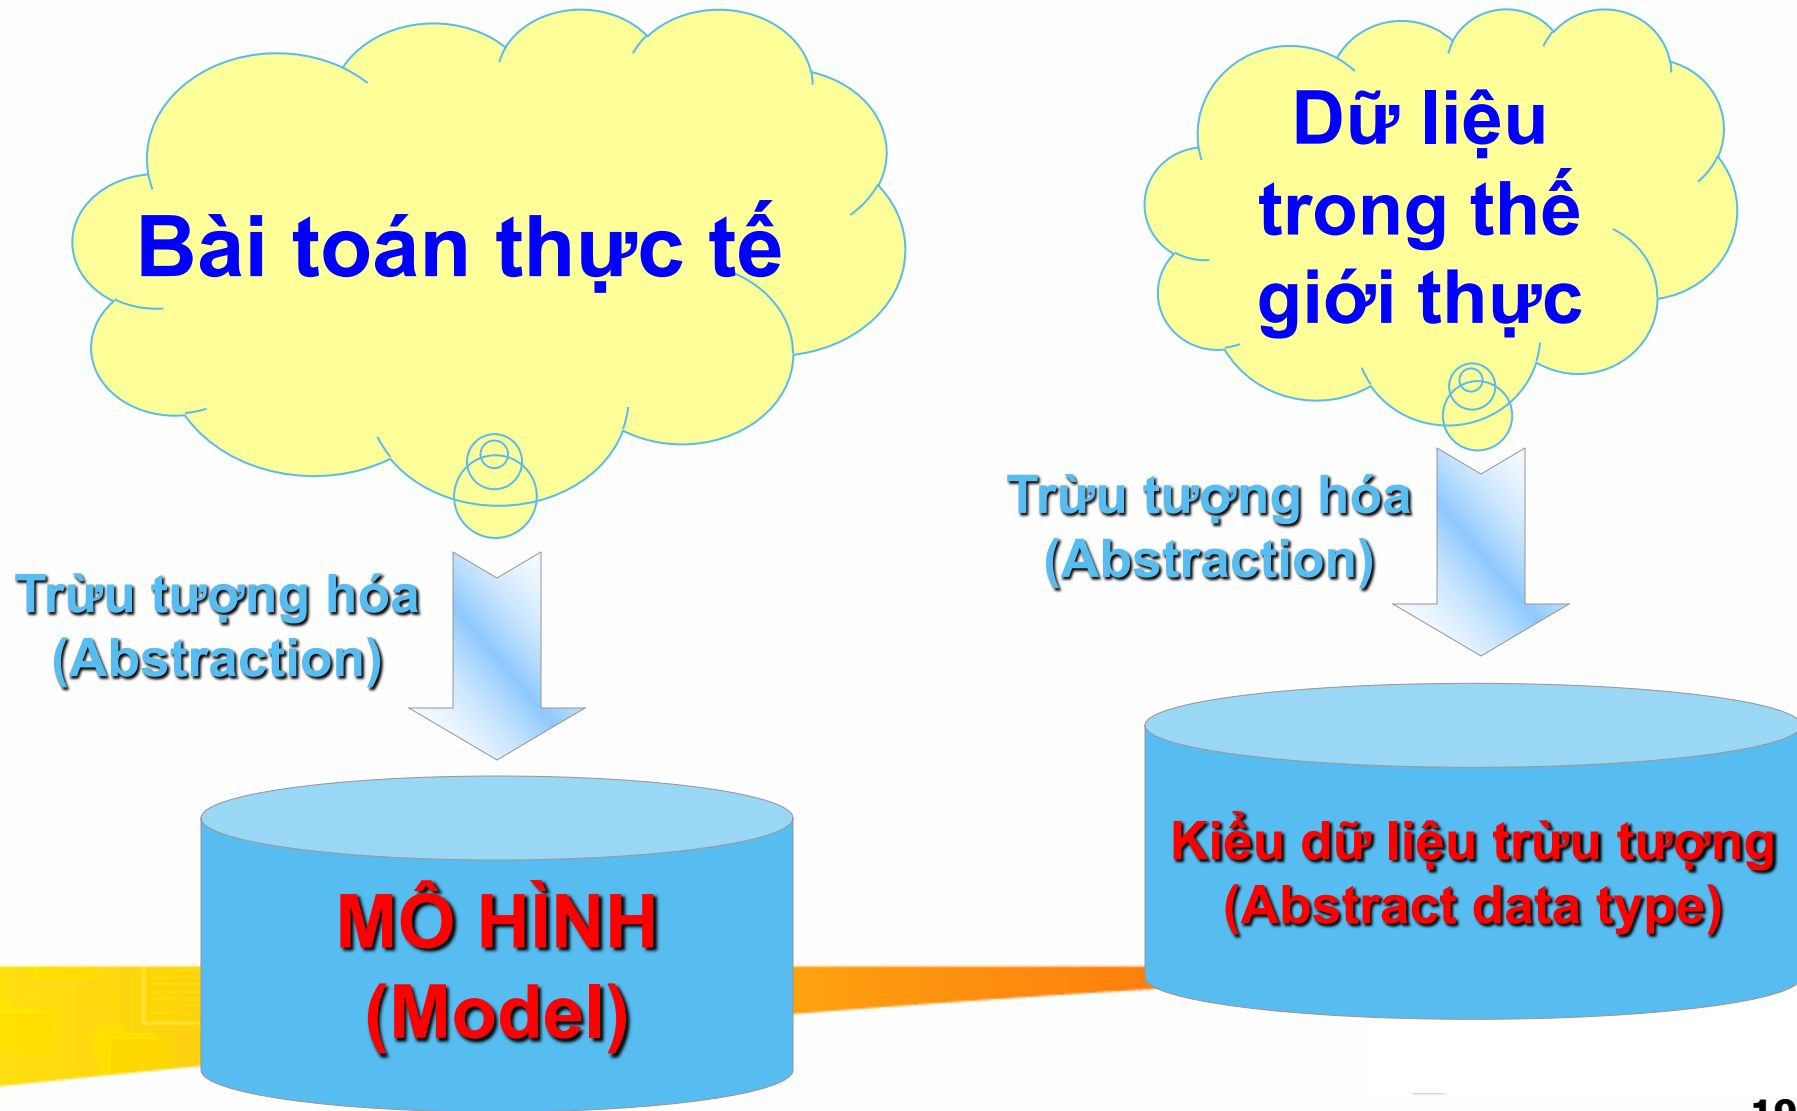 Bài toán thực tế
Trừu tượng hóa
(Abstraction)
MÔ HÌNH
(Model)
Dữ liệu
trong thế
giới thực
Trừu tượng hóa
(Abstraction)
Kiểu dữ liệu trừu tượng
(Abstract data type)